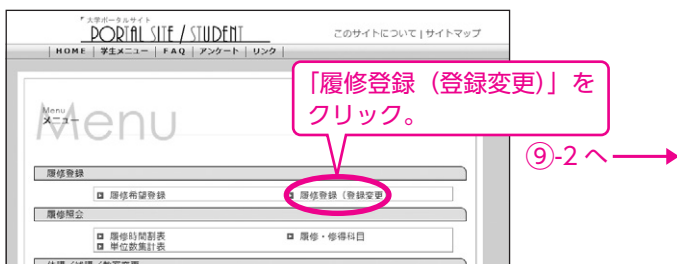 大学ポータルサイト
PORTAL SITE / STUDENT
このサイトについて | サイトマップ
| HOME | 学生メニュー | FAQ | アンケート | リンク |
「履修登録（登録変更）」を
クリック。
Menu
メニュー
Menu
⑨-2 へ
履修登録
履修希望登録
履修登録（登録変更
履修照会
履修時間割表
履修・修得科目
単位数集計表